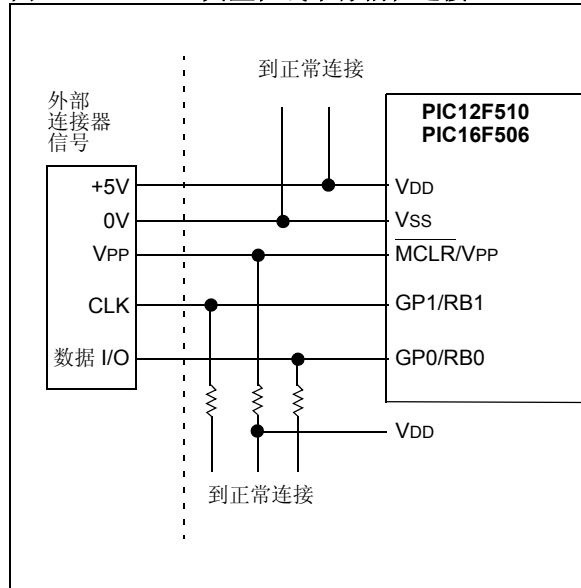 到正常连接
外部
连接器
信号
PIC12F510
PIC16F506
+5V
VDD
0V
VSS
VPP
MCLR/VPP
CLK
GP1/RB1
数据 I/O
GP0/RB0
VDD
到正常连接